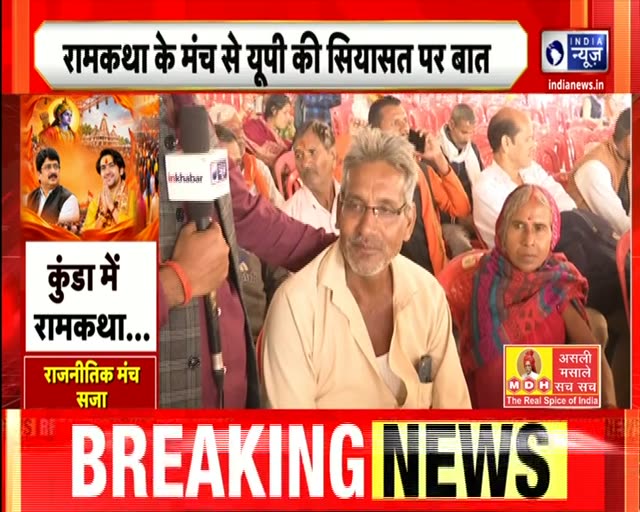 रामकथा के मंच से यूपी की सियासत पर बात
INDIA
न्यूज़
indianews.in
inkhabar
कुंडा में
रामकथा...
राजनीतिक मंच
सजा
असली
मसाले
सच सच
MDH
The Real Spice of India
BREAKING NEWS